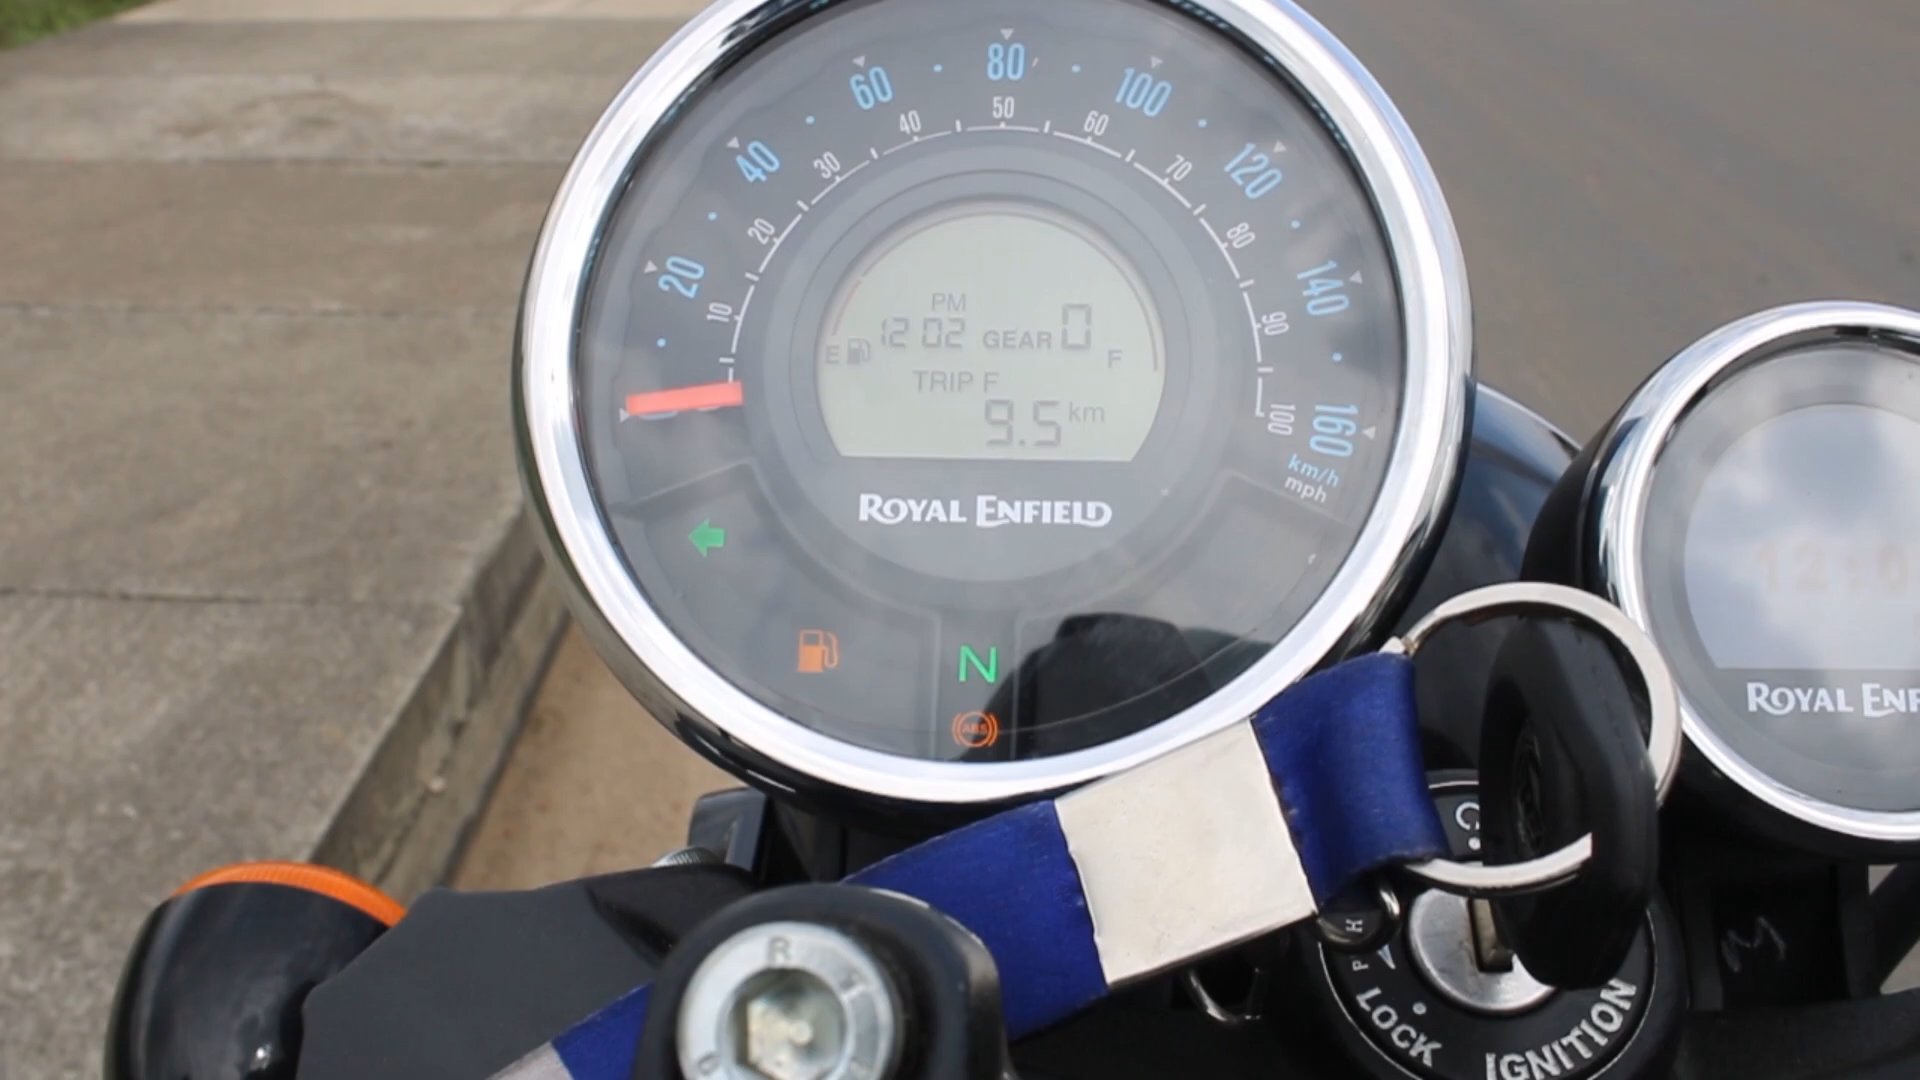 20 40 60 80 100 120 140 160
km/h
mph
10 20 30 40 50 60 70 80 90 100
PM
12 02 GEAR 0
E F
TRIP F
9.5 km
ROYAL ENFIELD
N
ABS
ROYAL ENF
LOCK
IGNITION
R
M